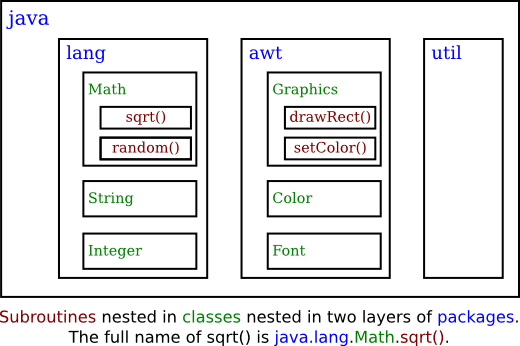 java
lang
Math
sqrt()
random()
String
Integer
awt
Graphics
drawRect()
setColor()
Color
Font
util
Subroutines nested in classes nested in two layers of packages.
The full name of sqrt() is java.lang.Math.sqrt().